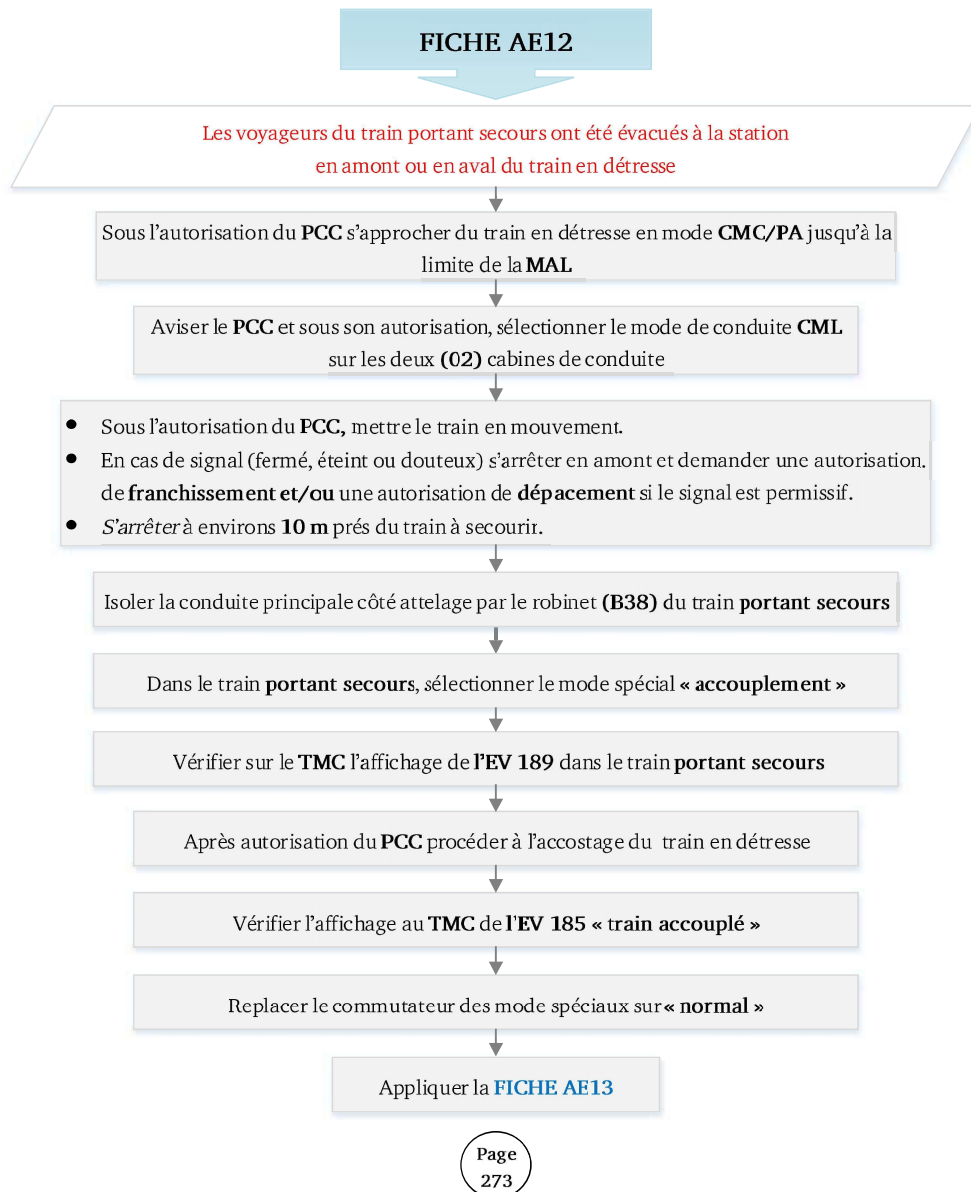 FICHE AE12
Les voyageurs du train portant secours ont été évacués à la station
en amont ou en aval du train en détresse
Sous l'autorisation du PCC s'approcher du train en détresse en mode CMC/PA jusqu'à la
limite de la MAL
Aviser le PCC et sous son autorisation, sélectionner le mode de conduite CML
sur les deux (02) cabines de conduite
• Sous l'autorisation du PCC, mettre le train en mouvement.
• En cas de signal (fermé, éteint ou douteux) s'arrêter en amont et demander une autorisation.
de franchissement et/ou une autorisation de dépacement si le signal est permissif.
• S'arrêter à environs 10 m prés du train à secourir.
Isoler la conduite principale côté attelage par le robinet (B38) du train portant secours
Dans le train portant secours, sélectionner le mode spécial « accouplement »
Vérifier sur le TMC l'affichage de l'EV 189 dans le train portant secours
Après autorisation du PCC procéder à l'accostage du train en détresse
Vérifier l'affichage au TMC de l'EV 185 « train accouplé »
Replacer le commutateur des mode spéciaux sur « normal »
Appliquer la FICHE AE13
Page
273